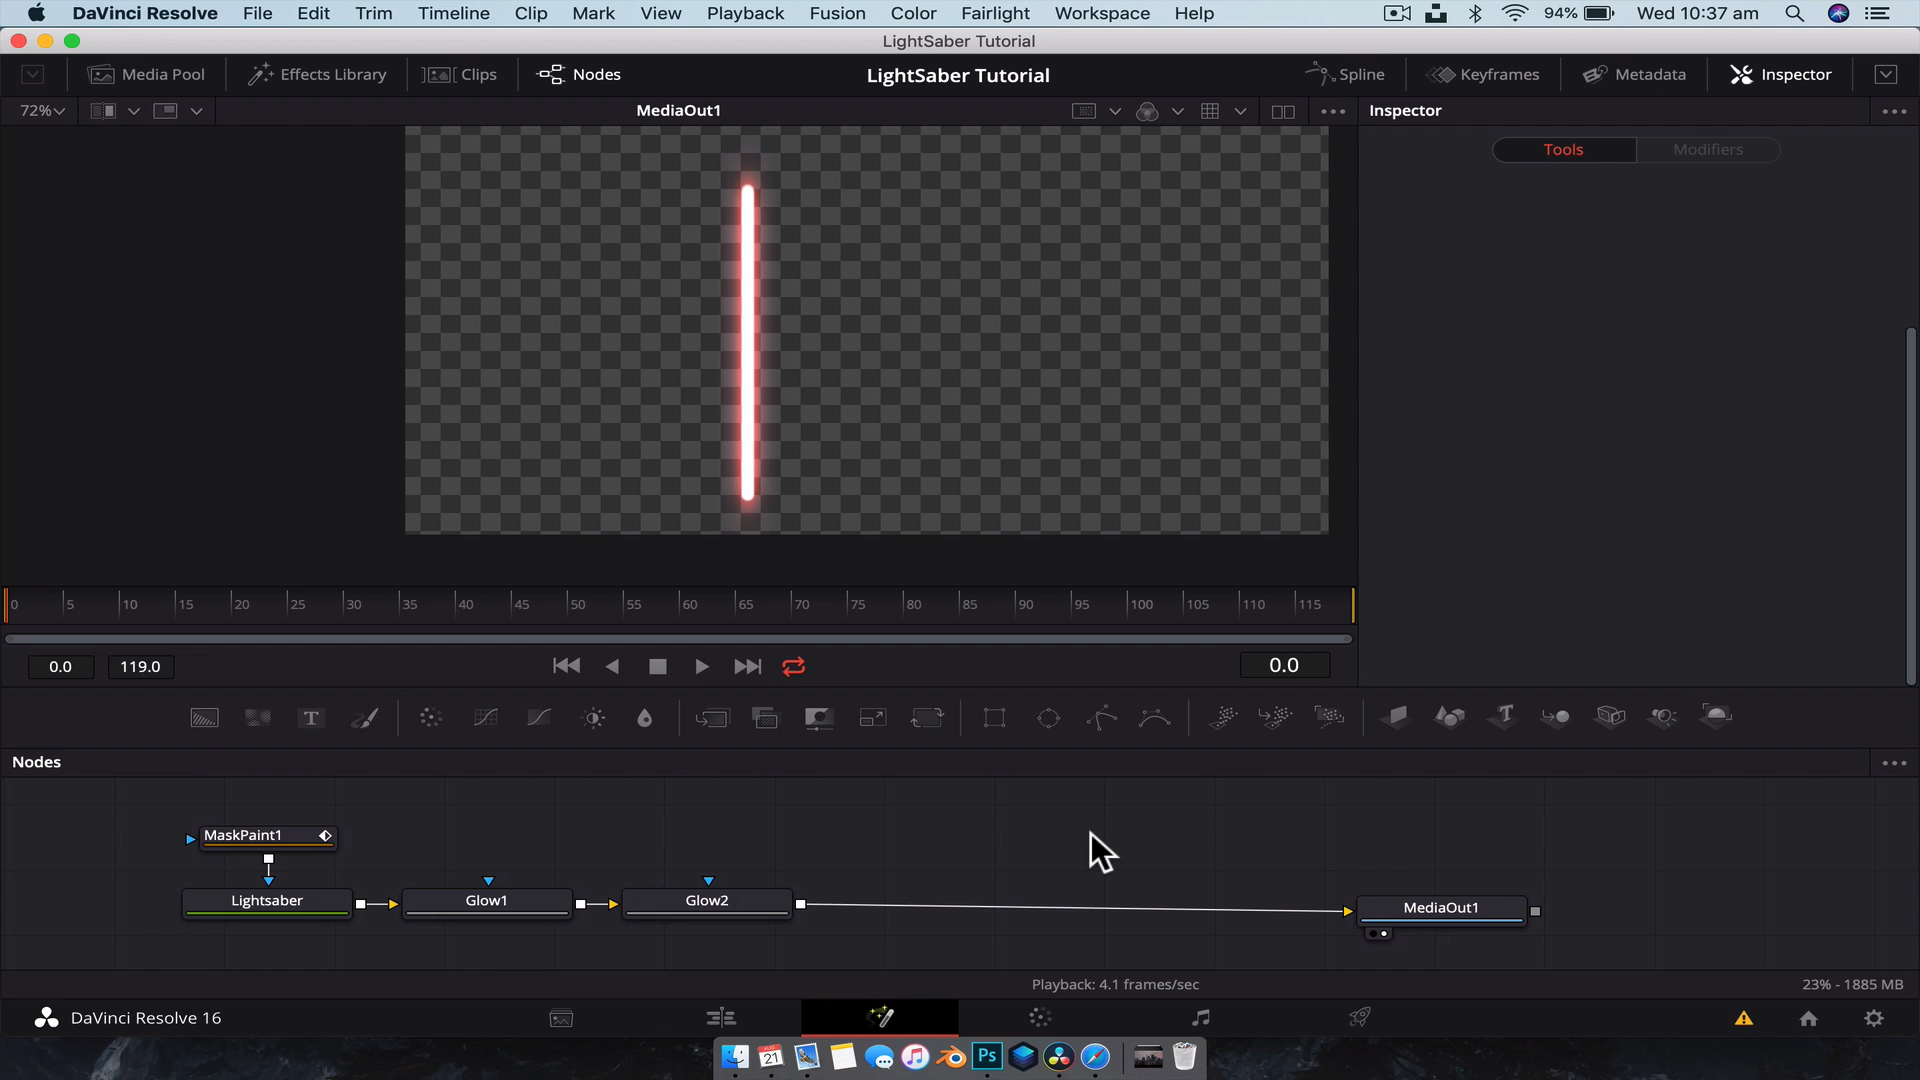 DaVinci Resolve File Edit Trim Timeline Clip Mark View Playback Fusion Color Fairlight Workspace Help 94% Wed 10:37 am
LightSaber Tutorial
Media Pool Effects Library Clips Nodes LightSaber Tutorial Spline Keyframes Metadata Inspector
72% MediaOut1 Inspector
Tools Modifiers
0 5 10 15 20 25 30 35 40 45 50 55 60 65 70 75 80 85 90 95 100 105 110 115
0.0 119.0 0.0
T T
Nodes
MaskPaint1
Lightsaber Glow1 Glow2 MediaOut1
Playback: 4.1 frames/sec 23% - 1885 MB
DaVinci Resolve 16
AUG
21 Ps